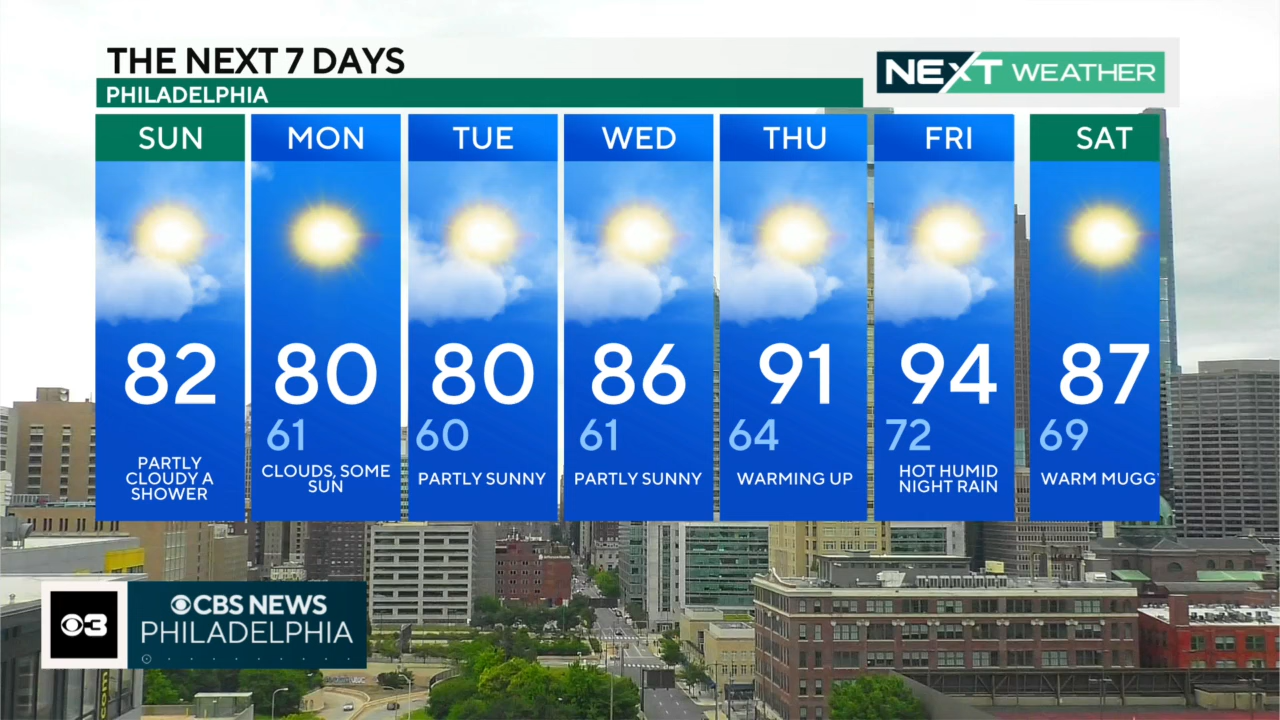 THE NEXT 7 DAYS
NEXT WEATHER
PHILADELPHIA
SUN
MON
TUE
WED
THU
FRI
SAT
82
80
80
86
91
94
87
61
60
61
64
72
69
PARTLY
CLOUDY A
SHOWER
CLOUDS, SOME
SUN
PARTLY SUNNY
PARTLY SUNNY
WARMING UP
HOT HUMID
NIGHT RAIN
WARM MUGG
3
CBS NEWS
PHILADELPHIA